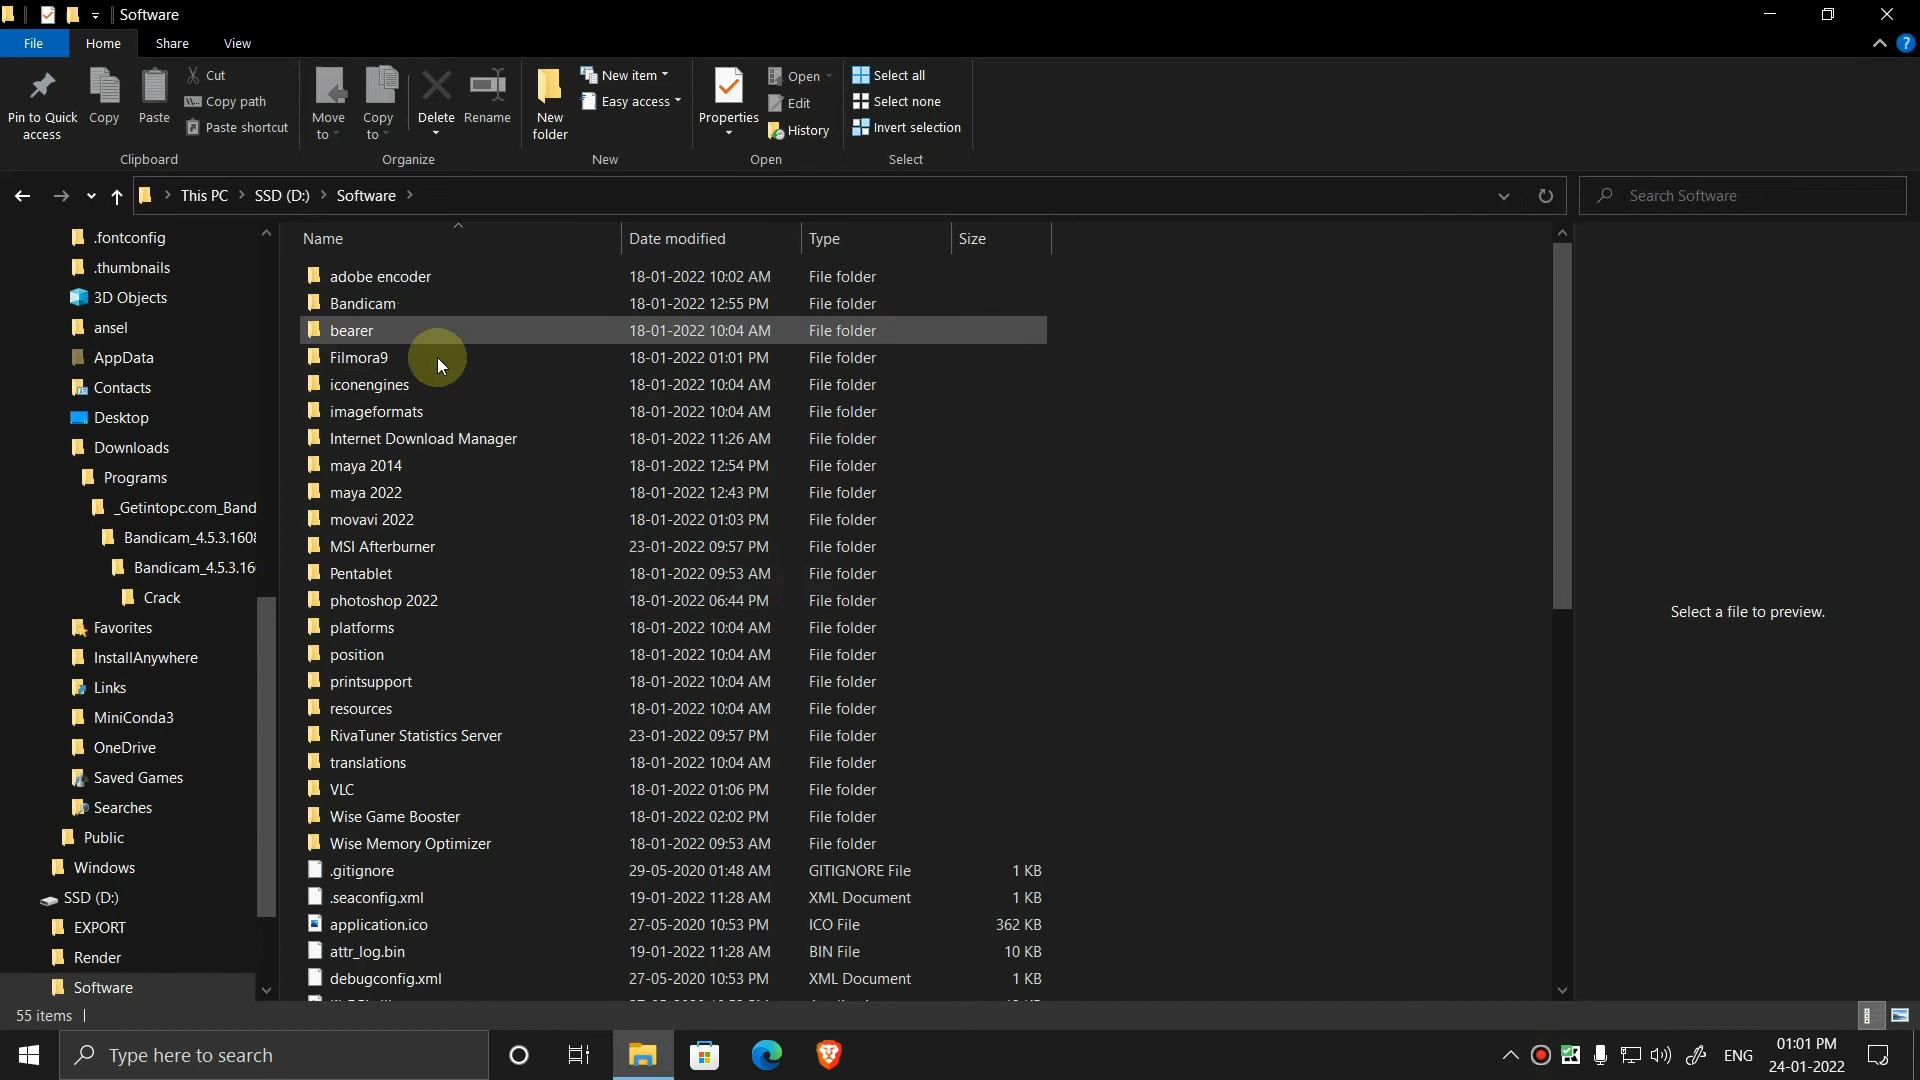 Software
File Home Share View
Pin to Quick access
Copy
Paste
Cut
Copy path
Paste shortcut
Clipboard
Move to
Copy to
Delete
Rename
Organize
New folder
New item
Easy access
New
Properties
Open
Edit
History
Open
Select all
Select none
Invert selection
Select
This PC > SSD (D:) > Software >
Search Software
.fontconfig
.thumbnails
3D Objects
ansel
AppData
Contacts
Desktop
Downloads
Programs
_Getintopc.com_Band
Bandicam_4.5.3.1608
Bandicam_4.5.3.16
Crack
Favorites
InstallAnywhere
Links
MiniConda3
OneDrive
Saved Games
Searches
Public
Windows
SSD (D:)
EXPORT
Render
Software
Name Date modified Type Size
adobe encoder 18-01-2022 10:02 AM File folder
Bandicam 18-01-2022 12:55 PM File folder
bearer 18-01-2022 10:04 AM File folder
Filmora9 18-01-2022 01:01 PM File folder
iconengines 18-01-2022 10:04 AM File folder
imageformats 18-01-2022 10:04 AM File folder
Internet Download Manager 18-01-2022 11:26 AM File folder
maya 2014 18-01-2022 12:54 PM File folder
maya 2022 18-01-2022 12:43 PM File folder
movavi 2022 18-01-2022 01:03 PM File folder
MSI Afterburner 23-01-2022 09:57 PM File folder
Pentablet 18-01-2022 09:53 AM File folder
photoshop 2022 18-01-2022 06:44 PM File folder
platforms 18-01-2022 10:04 AM File folder
position 18-01-2022 10:04 AM File folder
printsupport 18-01-2022 10:04 AM File folder
resources 18-01-2022 10:04 AM File folder
RivaTuner Statistics Server 23-01-2022 09:57 PM File folder
translations 18-01-2022 10:04 AM File folder
VLC 18-01-2022 01:06 PM File folder
Wise Game Booster 18-01-2022 02:02 PM File folder
Wise Memory Optimizer 18-01-2022 09:53 AM File folder
.gitignore 29-05-2020 01:48 AM GITIGNORE File 1 KB
.seaconfig.xml 19-01-2022 11:28 AM XML Document 1 KB
application.ico 27-05-2020 10:53 PM ICO File 362 KB
attr_log.bin 19-01-2022 11:28 AM BIN File 10 KB
debugconfig.xml 27-05-2020 10:53 PM XML Document 1 KB
Select a file to preview.
55 items
Type here to search
ENG
01:01 PM
24-01-2022